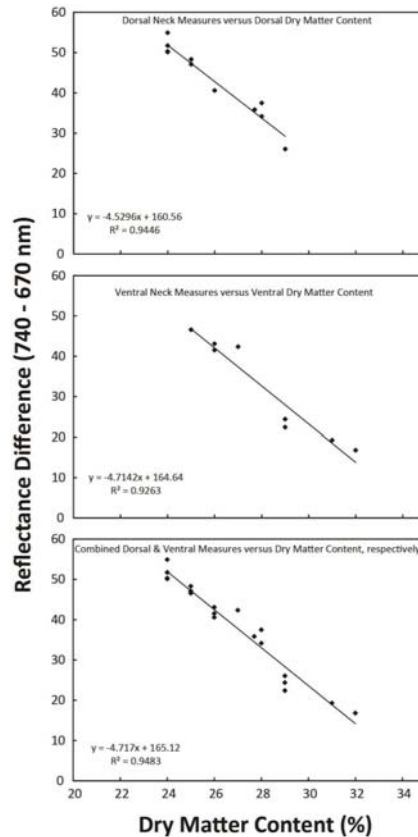 Reflectance Difference (740 - 670 nm)
Dorsal Neck Measures versus Dorsal Dry Matter Content
60
50
40
30
20
10
0
y = -4.5296x + 160.56
R² = 0.9446
Ventral Neck Measures versus Ventral Dry Matter Content
60
50
40
30
20
10
0
y = -4.7142x + 164.64
R² = 0.9263
Combined Dorsal & Ventral Measures versus Dry Matter Content, respectively
60
50
40
30
20
10
0
y = -4.717x + 165.12
R² = 0.9483
20 22 24 26 28 30 32 34
Dry Matter Content (%)